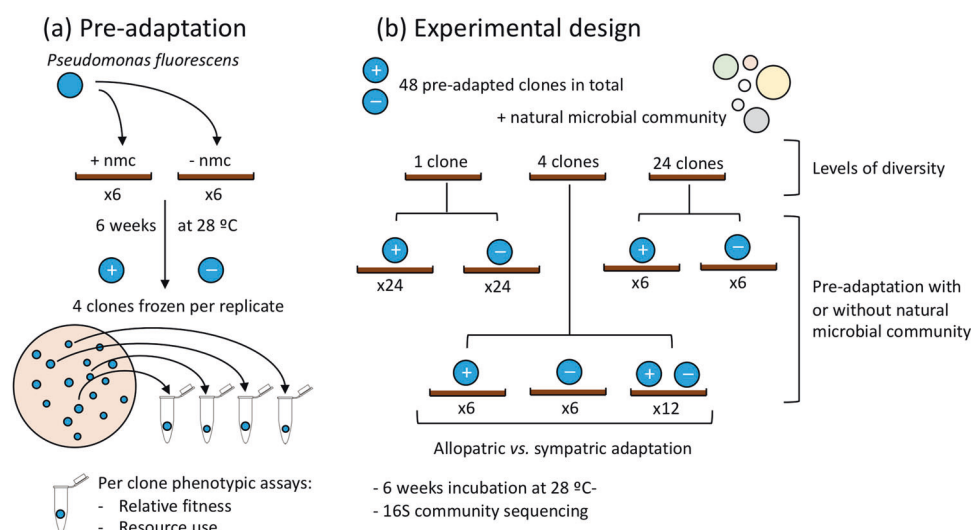 (a) Pre-adaptation
Pseudomonas fluorescens
+ nmc
- nmc
x6
x6
6 weeks
at 28 ºC
+
−
4 clones frozen per replicate
Per clone phenotypic assays:
- Relative fitness
- Resource use
(b) Experimental design
+
−
48 pre-adapted clones in total
+ natural microbial community
1 clone
4 clones
24 clones
Levels of diversity
+
−
+
−
x24
x24
x6
x6
Pre-adaptation with
or without natural
microbial community
+
−
+
−
x6
x6
x12
Allopatric vs. sympatric adaptation
- 6 weeks incubation at 28 ºC-
- 16S community sequencing